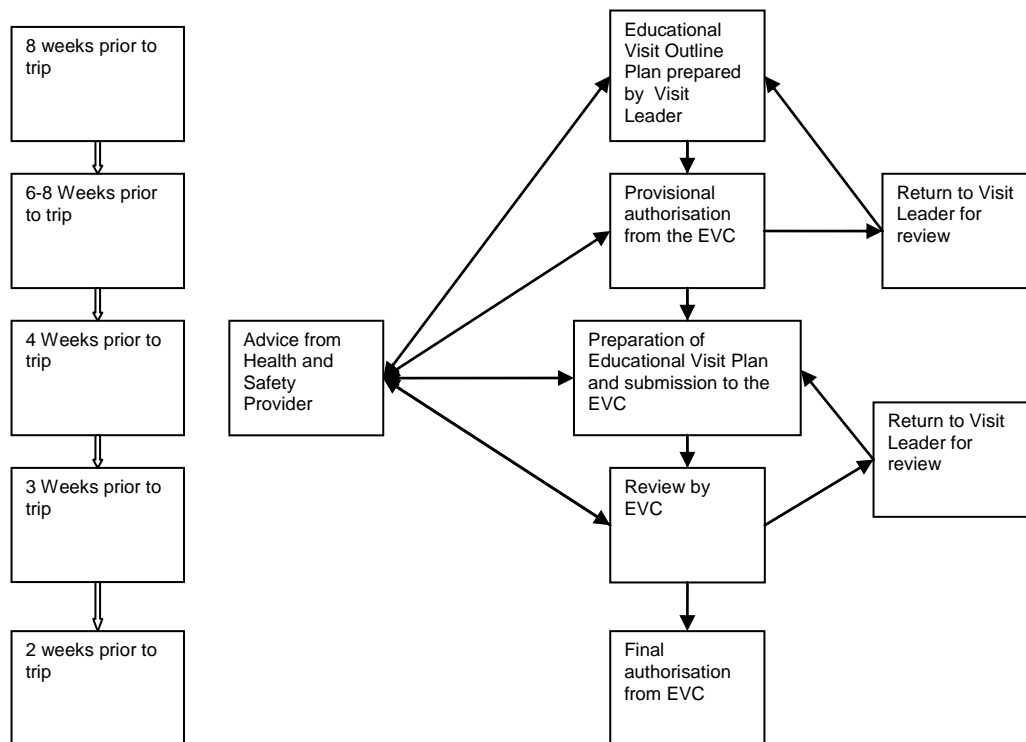 8 weeks prior to
trip
Educational
Visit Outline
Plan prepared
by Visit
Leader
6-8 Weeks prior
to trip
Provisional
authorisation
from the EVC
Return to Visit
Leader for
review
4 Weeks prior to
trip
Advice from
Health and
Safety
Provider
Preparation of
Educational Visit Plan
and submission to the
EVC
Return to Visit
Leader for
review
3 Weeks prior to
trip
Review by
EVC
2 weeks prior to
trip
Final
authorisation
from EVC